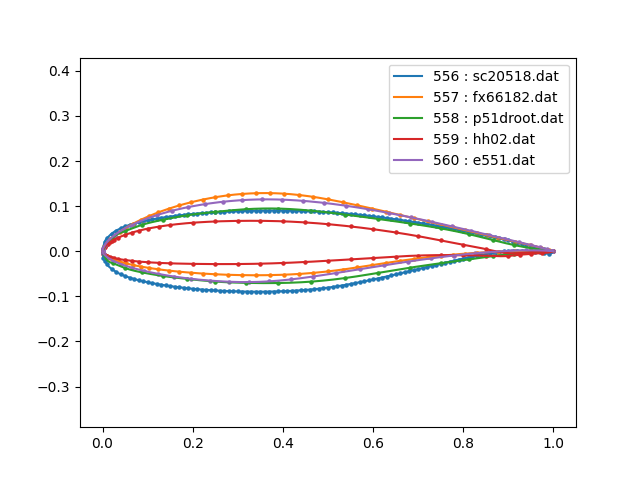 0.4
0.3
0.2
0.1
0.0
−0.1
−0.2
−0.3
0.0 0.2 0.4 0.6 0.8 1.0
556 : sc20518.dat
557 : fx66182.dat
558 : p51droot.dat
559 : hh02.dat
560 : e551.dat